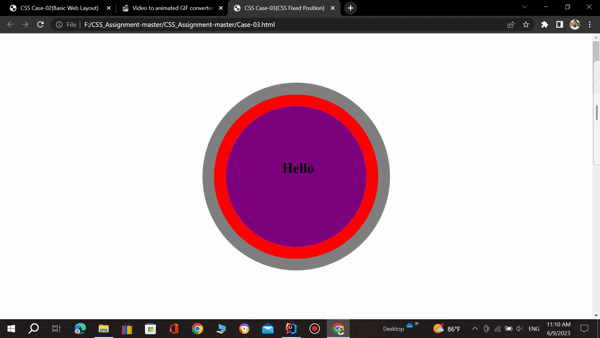 CSS Case-02(Basic Web Layout)
Video to animated GIF converter
CSS Case-03(CSS Fixed Position)
File F:/CSS_Assignment-master/CSS_Assignment-master/Case-03.html
Hello
Desktop
86°F
ENG
11:10 AM
6/9/2023